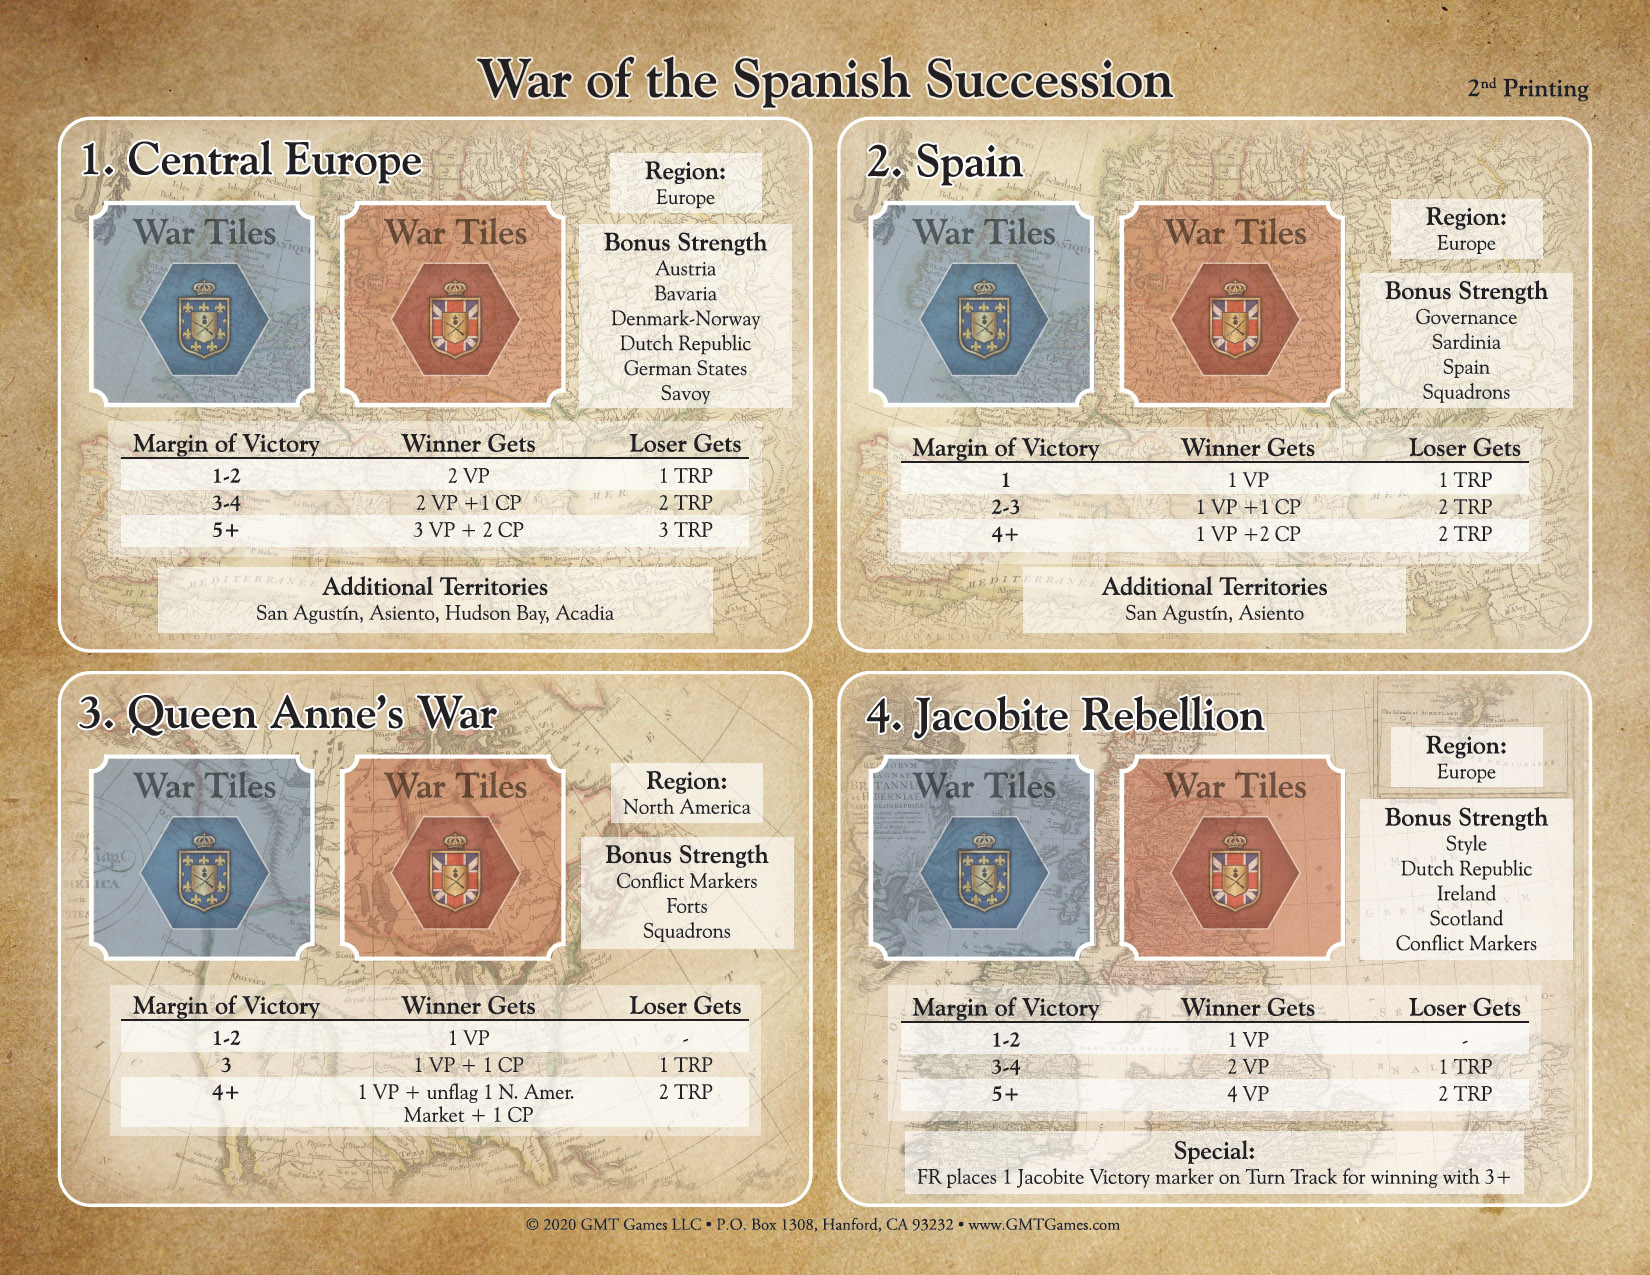 War of the Spanish Succession
2nd Printing
1. Central Europe
War Tiles
War Tiles
Region:
Europe
Bonus Strength
Austria
Bavaria
Denmark-Norway
Dutch Republic
German States
Savoy
Margin of Victory Winner Gets Loser Gets
1-2 2 VP 1 TRP
3-4 2 VP +1 CP 2 TRP
5+ 3 VP + 2 CP 3 TRP
Additional Territories
San Agustín, Asiento, Hudson Bay, Acadia
2. Spain
War Tiles
War Tiles
Region:
Europe
Bonus Strength
Governance
Sardinia
Spain
Squadrons
Margin of Victory Winner Gets Loser Gets
1 1 VP 1 TRP
2-3 1 VP +1 CP 2 TRP
4+ 1 VP +2 CP 2 TRP
Additional Territories
San Agustín, Asiento
3. Queen Anne's War
War Tiles
War Tiles
Region:
North America
Bonus Strength
Conflict Markers
Forts
Squadrons
Margin of Victory Winner Gets Loser Gets
1-2 1 VP -
3 1 VP + 1 CP 1 TRP
4+ 1 VP + unflag 1 N. Amer. 2 TRP
Market + 1 CP
4. Jacobite Rebellion
War Tiles
War Tiles
Region:
Europe
Bonus Strength
Style
Dutch Republic
Ireland
Scotland
Conflict Markers
Margin of Victory Winner Gets Loser Gets
1-2 1 VP -
3-4 2 VP 1 TRP
5+ 4 VP 2 TRP
Special:
FR places 1 Jacobite Victory marker on Turn Track for winning with 3+
© 2020 GMT Games LLC • P.O. Box 1308, Hanford, CA 93232 • www.GMTGames.com